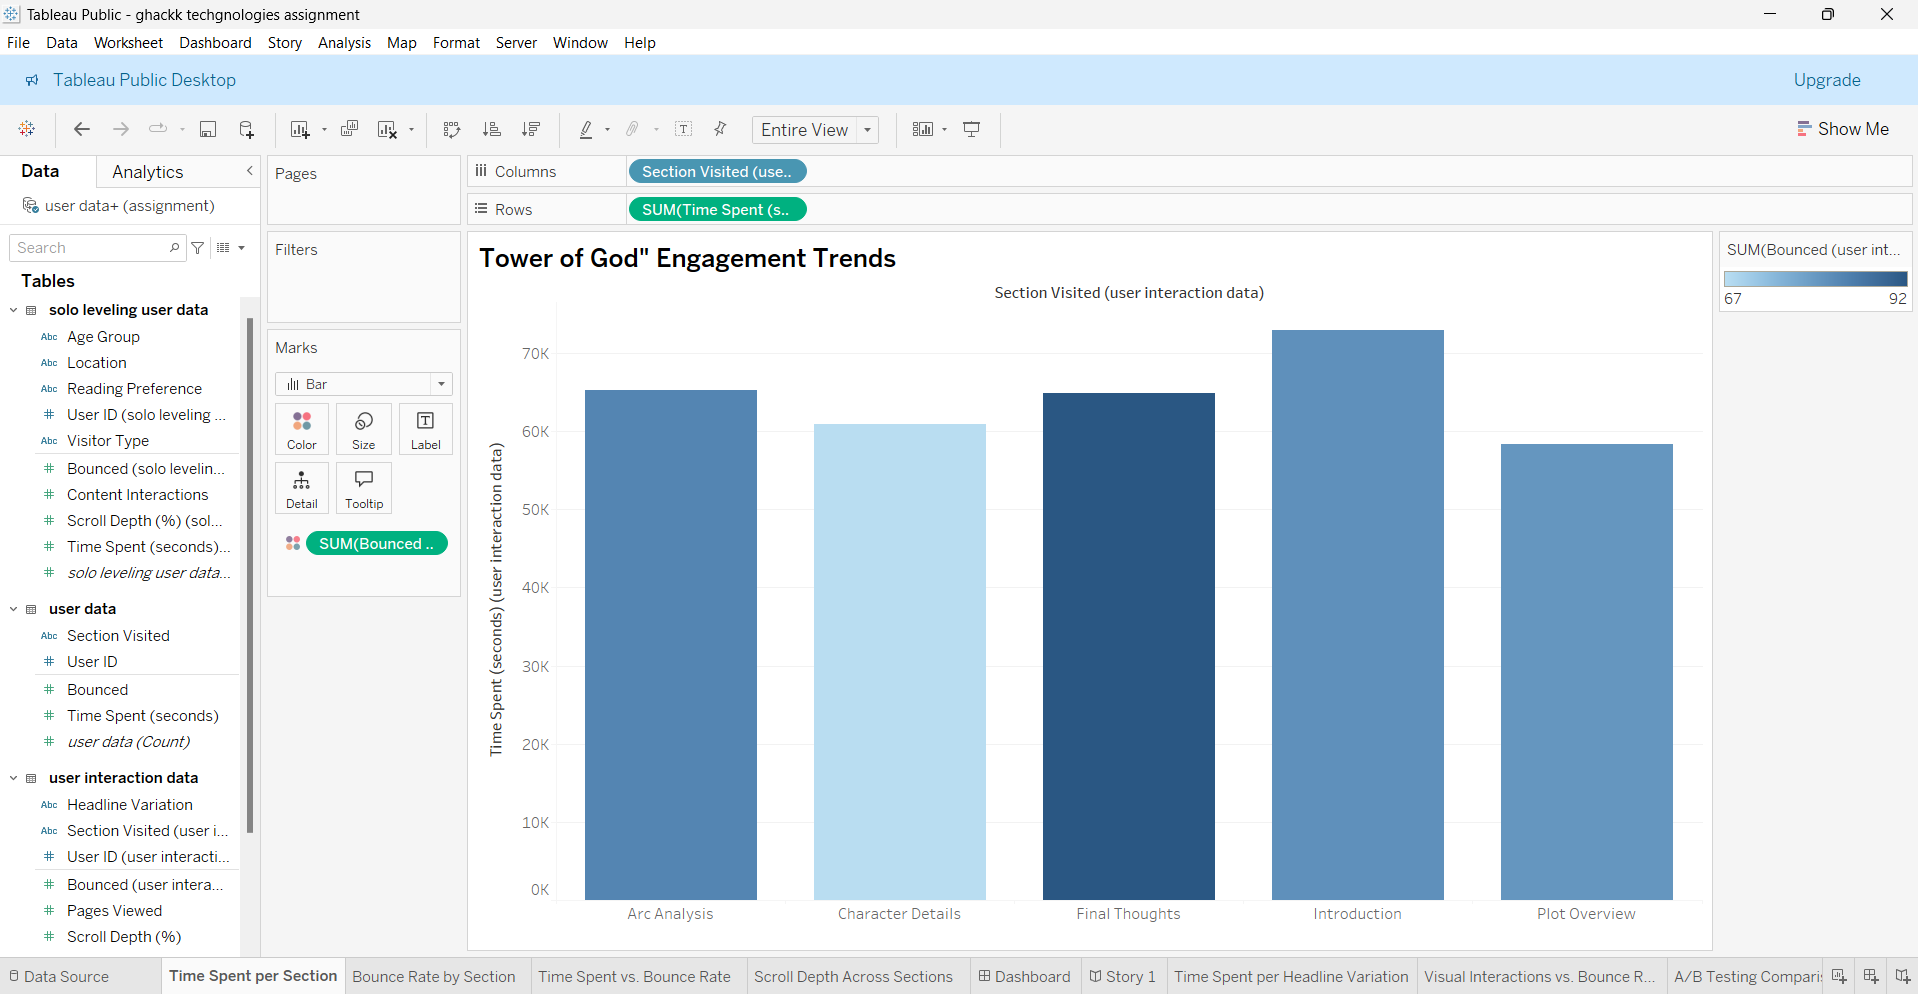 Tableau Public - ghackk techgnologies assignment
File Data Worksheet Dashboard Story Analysis Map Format Server Window Help
Tableau Public Desktop Upgrade
Entire View
Show Me
Data Analytics
user data+ (assignment)
Search
Tables
solo leveling user data
Abc Age Group
Abc Location
Abc Reading Preference
# User ID (solo leveling ...
Abc Visitor Type
# Bounced (solo levelin...
# Content Interactions
# Scroll Depth (%) (sol...
# Time Spent (seconds)...
# solo leveling user data...
user data
Abc Section Visited
# User ID
# Bounced
# Time Spent (seconds)
# user data (Count)
user interaction data
Abc Headline Variation
Abc Section Visited (user i...
# User ID (user interacti...
# Bounced (user intera...
# Pages Viewed
# Scroll Depth (%)
Pages
Filters
Marks
Bar
Color Size Label
Detail Tooltip
SUM(Bounced ..
Columns Section Visited (use..
Rows SUM(Time Spent (s..
Tower of God" Engagement Trends
Section Visited (user interaction data)
Time Spent (seconds) (user interaction data)
70K
60K
50K
40K
30K
20K
10K
0K
Arc Analysis Character Details Final Thoughts Introduction Plot Overview
SUM(Bounced (user int...
67 92
Data Source Time Spent per Section Bounce Rate by Section Time Spent vs. Bounce Rate Scroll Depth Across Sections Dashboard Story 1 Time Spent per Headline Variation Visual Interactions vs. Bounce R... A/B Testing Compari